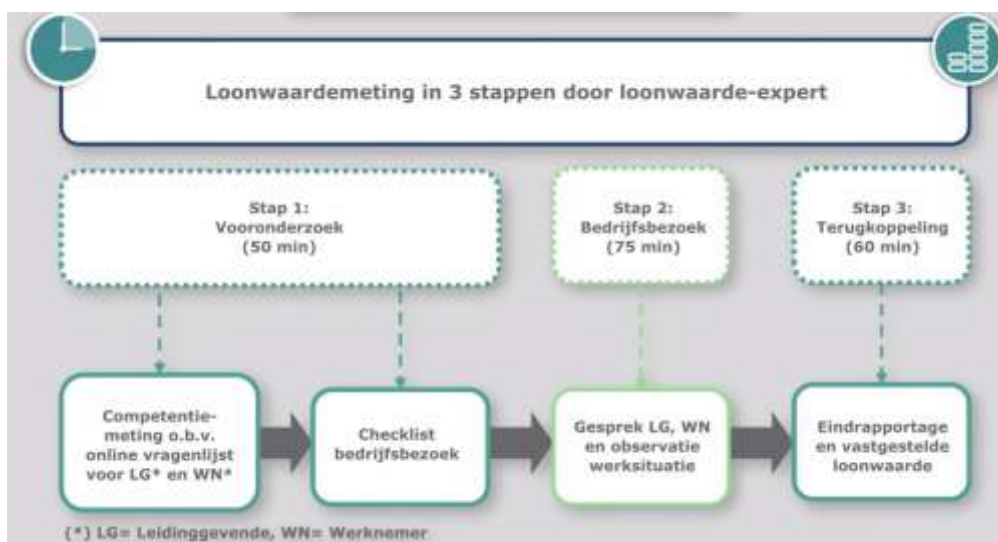 Loonwaardemeting in 3 stappen door loonwaarde-expert
Stap 1:
Vooronderzoek
(50 min)
Stap 2:
Bedrijfsbezoek
(75 min)
Stap 3:
Terugkoppeling
(60 min)
Competentie-
meting o.b.v.
online vragenlijst
voor LG* en WN*
Checklist
bedrijfsbezoek
Gesprek LG, WN
en observatie
werksituatie
Eindrapportage
en vastgestelde
loonwaarde
(*) LG= Leidinggevende, WN= Werknemer